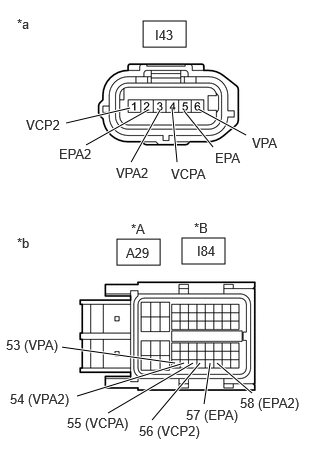 *a
I43
1 2 3 4 5 6
VCP2
EPA2
VPA2
VCPA
EPA
VPA
*b
*A
*B
A29
I84
53 (VPA)
54 (VPA2)
55 (VCPA)
56 (VCP2)
57 (EPA)
58 (EPA2)